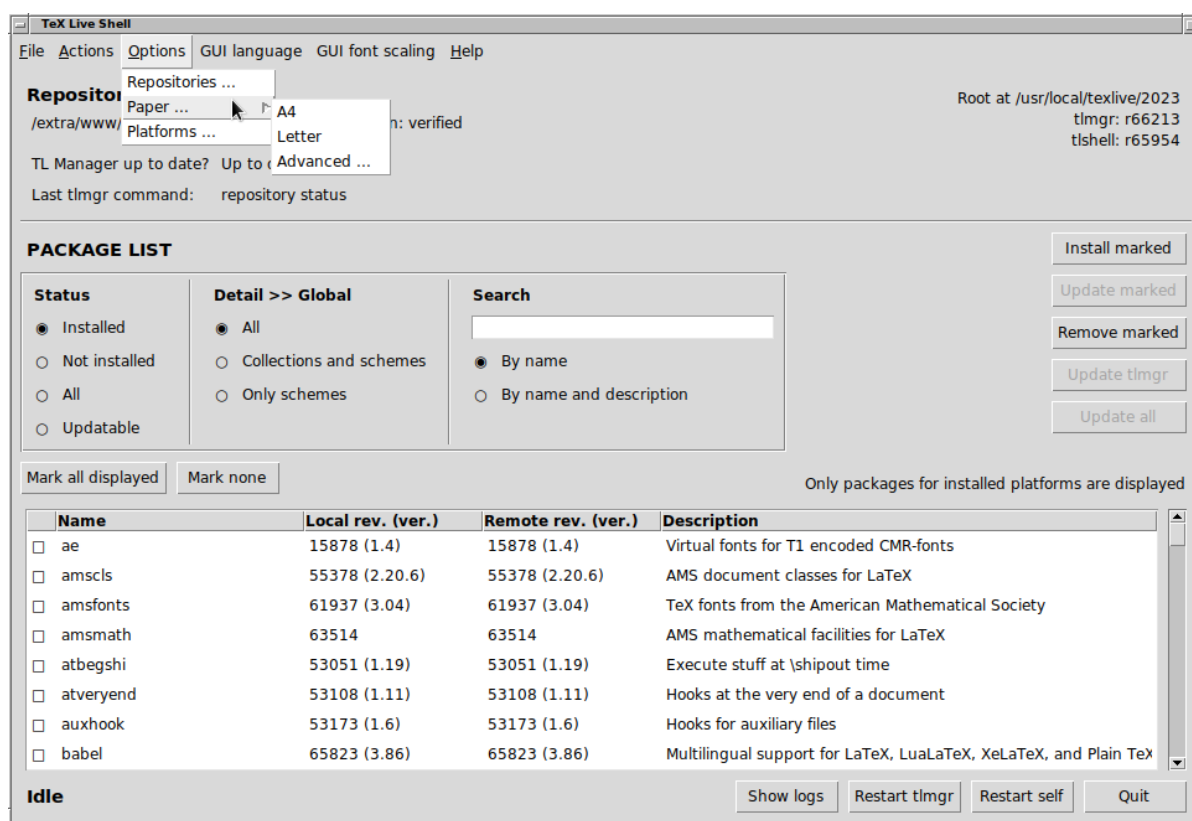 TeX Live Shell
File Actions Options GUI language GUI font scaling Help
Repositories ...
Paper ...
Platforms ...
A4
Letter
Advanced ...
/extra/www/ n: verified
Root at /usr/local/texlive/2023
tlmgr: r66213
tlshell: r65954
TL Manager up to date? Up to
Last tlmgr command: repository status
PACKAGE LIST
Install marked
Update marked
Remove marked
Update tlmgr
Update all
Status
Installed
Not installed
All
Updatable
Detail >> Global
All
Collections and schemes
Only schemes
Search
By name
By name and description
Mark all displayed Mark none
Only packages for installed platforms are displayed
Name Local rev. (ver.) Remote rev. (ver.) Description
ae 15878 (1.4) 15878 (1.4) Virtual fonts for T1 encoded CMR-fonts
amscls 55378 (2.20.6) 55378 (2.20.6) AMS document classes for LaTeX
amsfonts 61937 (3.04) 61937 (3.04) TeX fonts from the American Mathematical Society
amsmath 63514 63514 AMS mathematical facilities for LaTeX
atbegshi 53051 (1.19) 53051 (1.19) Execute stuff at \shipout time
atveryend 53108 (1.11) 53108 (1.11) Hooks at the very end of a document
auxhook 53173 (1.6) 53173 (1.6) Hooks for auxiliary files
babel 65823 (3.86) 65823 (3.86) Multilingual support for LaTeX, LuaLaTeX, XeLaTeX, and Plain TeX
Idle
Show logs Restart tlmgr Restart self Quit